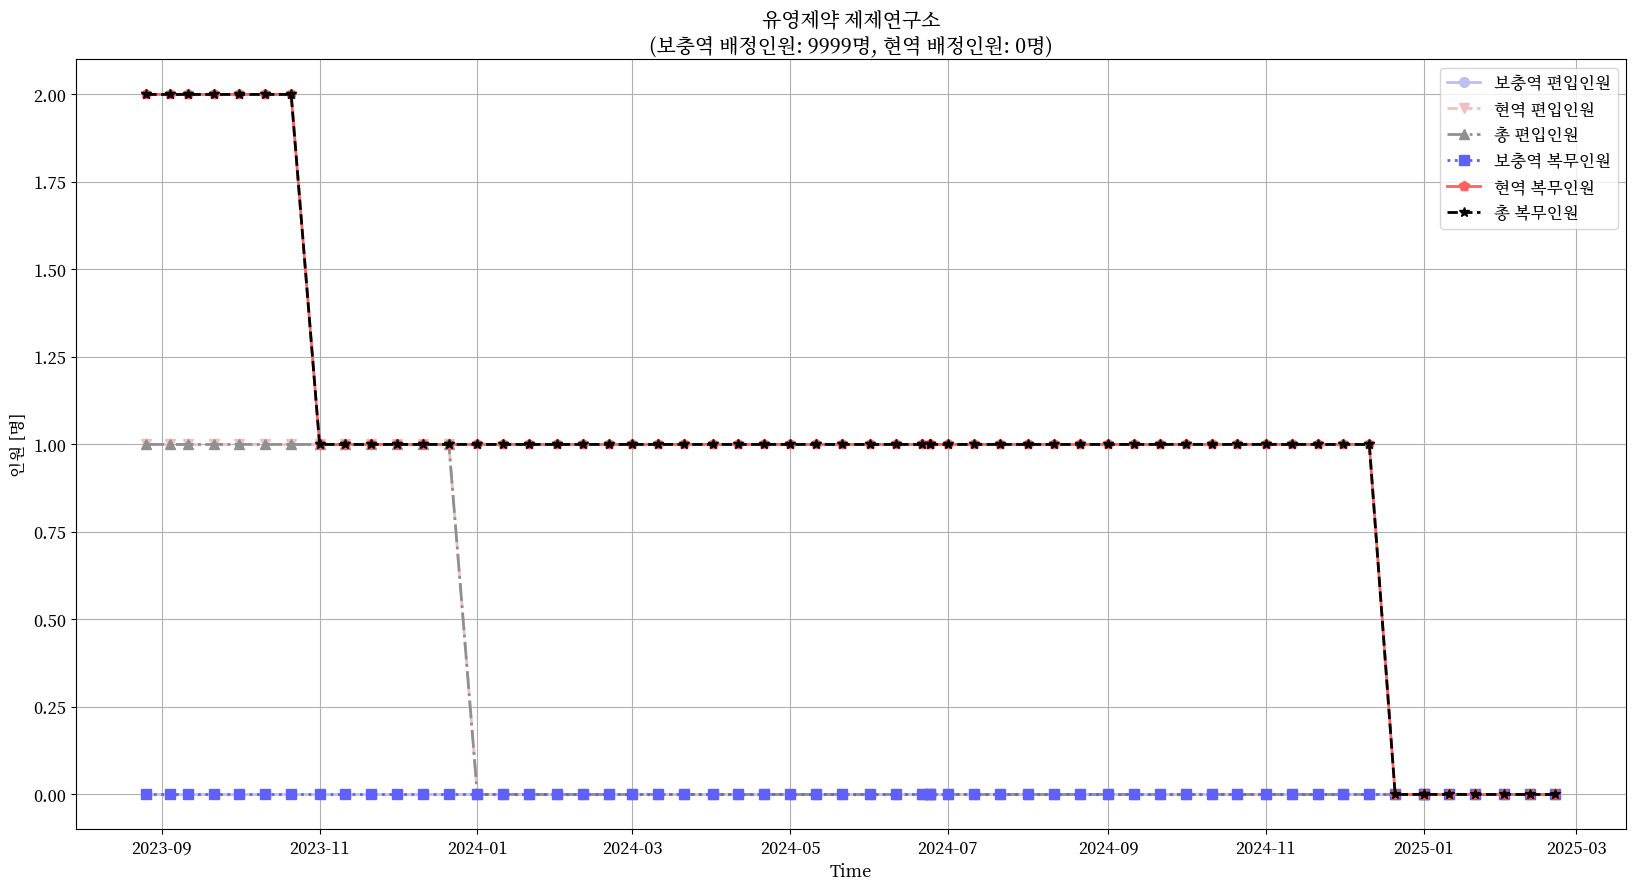 유영제약 제제연구소
(보충역 배정인원: 9999명, 현역 배정인원: 0명)
보충역 편입인원
현역 편입인원
총 편입인원
보충역 복무인원
현역 복무인원
총 복무인원
2.00
1.75
1.50
1.25
1.00
0.75
0.50
0.25
0.00
인원 [명]
2023-09
2023-11
2024-01
2024-03
2024-05
2024-07
2024-09
2024-11
2025-01
2025-03
Time